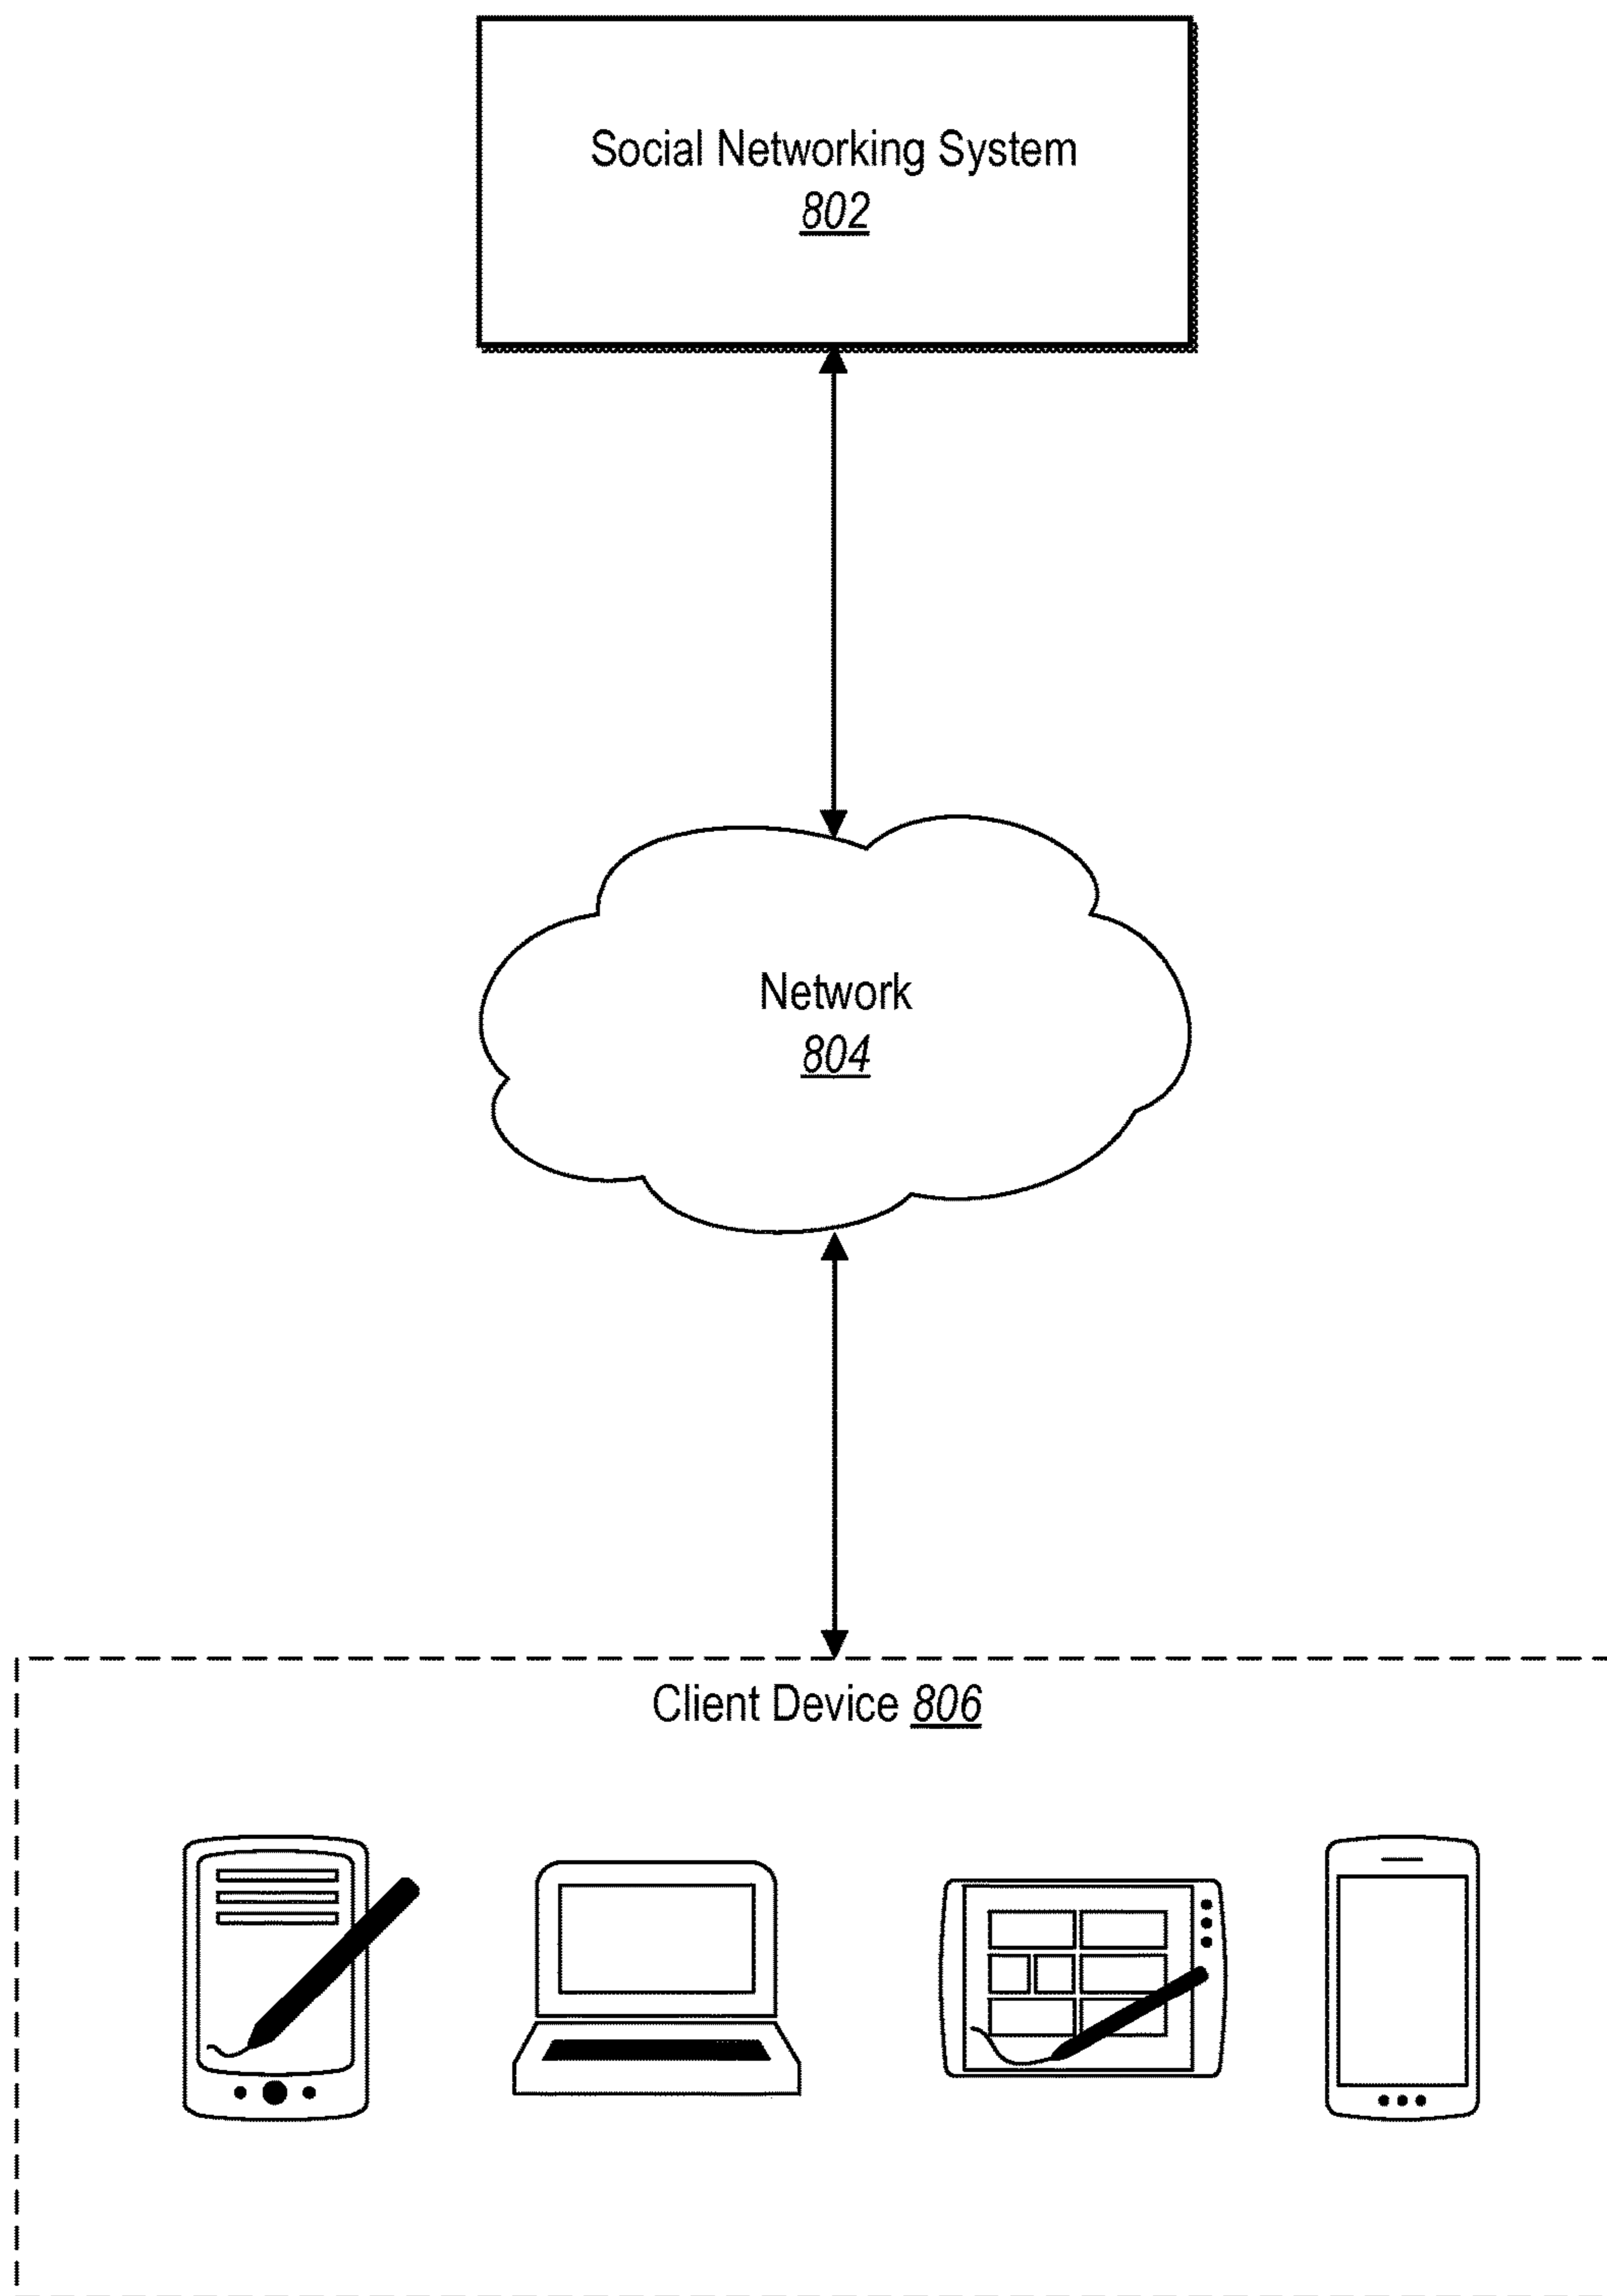 Social Networking System
802
Network
804
Client Device 806